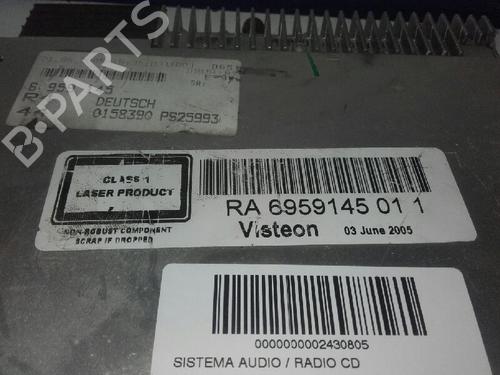 DEUTSCH
0158390 PS25993
CLASS 1
LASER PRODUCT
NON-ROBUST COMPONENT
SCRAP IF DROPPED
RA 6959145 01 1
Visteon 03 June 2005
0000000002430805
SISTEMA AUDIO / RADIO CD
B-PARTS